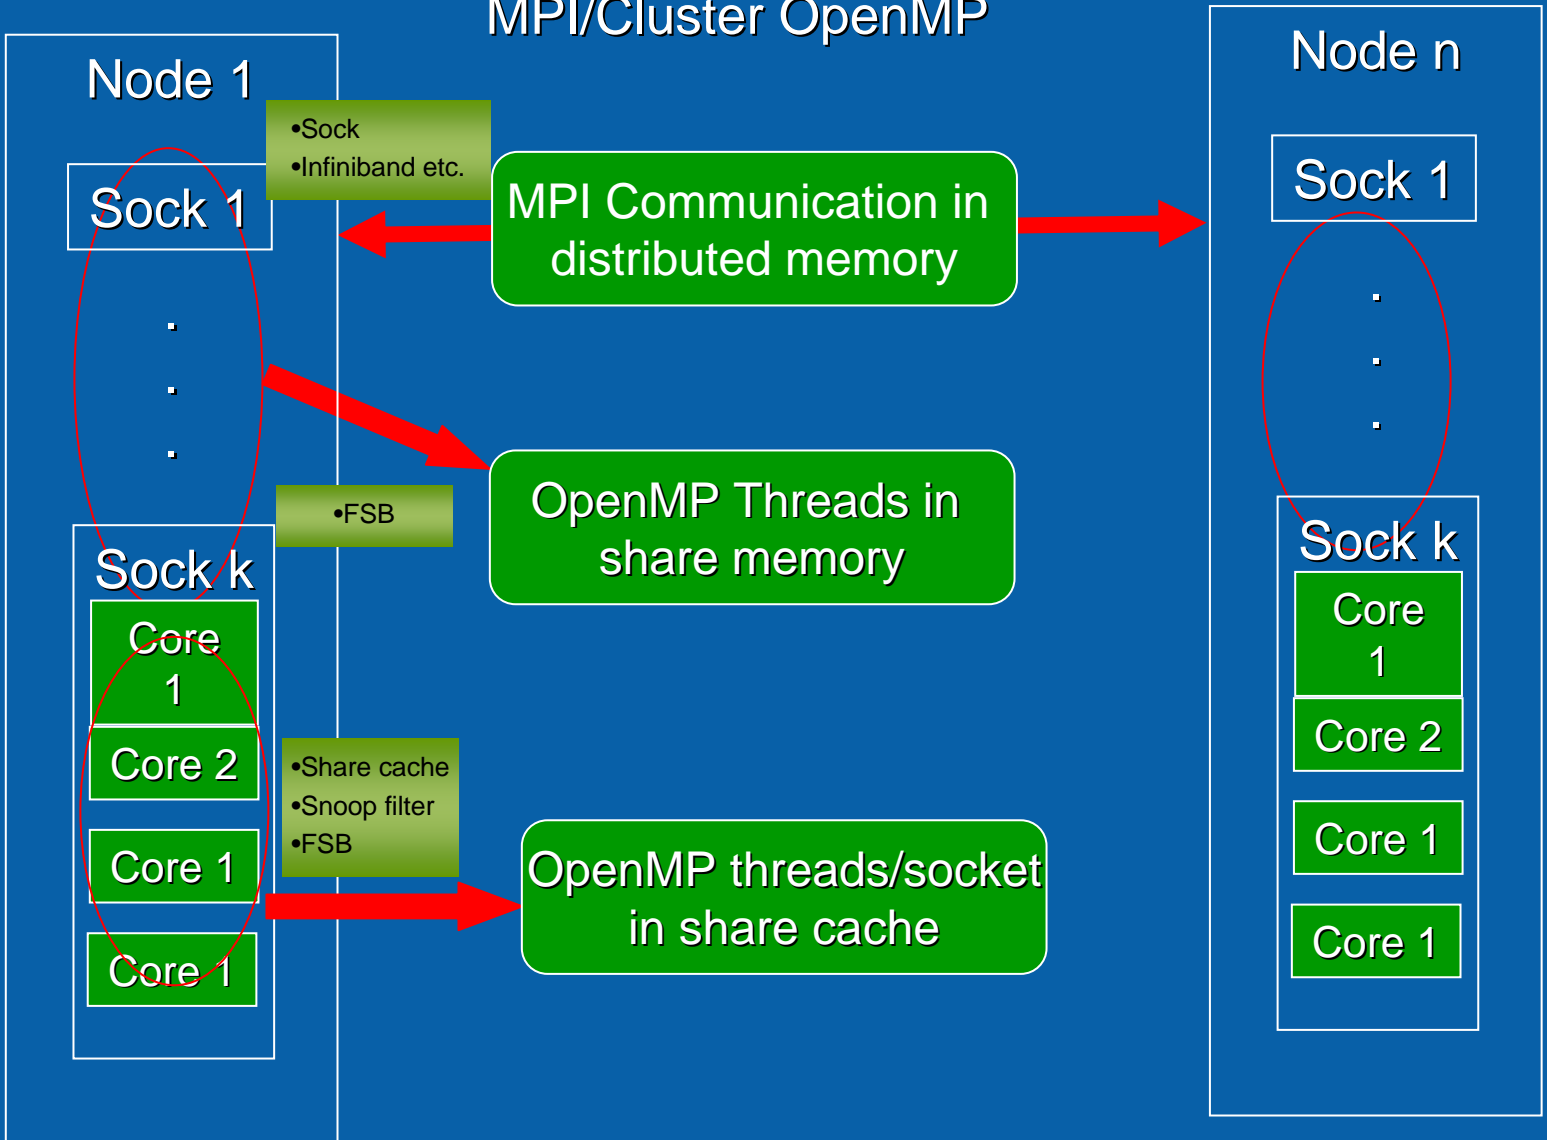 MPI/Cluster OpenMP
Node 1
Sock 1
.
.
.
Sock k
Core
1
Core 2
Core 1
Core 1
•Sock
•Infiniband etc.
MPI Communication in
distributed memory
•FSB
OpenMP Threads in
share memory
•Share cache
•Snoop filter
•FSB
OpenMP threads/socket
in share cache
Node n
Sock 1
.
.
.
Sock k
Core
1
Core 2
Core 1
Core 1